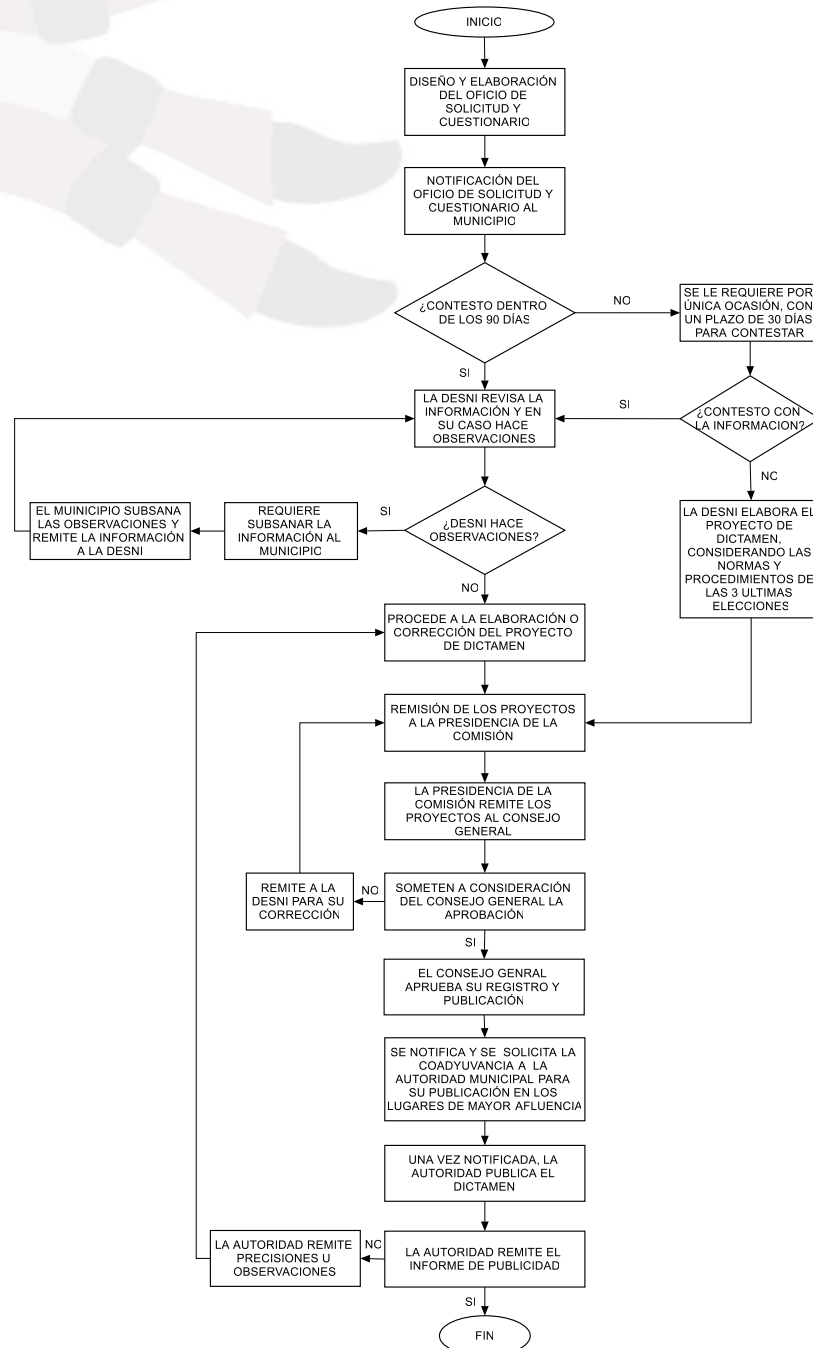 INICIO
DISEÑO Y ELABORACIÓN
DEL OFICIO DE
SOLICITUD Y
CUESTIONARIO
NOTIFICACIÓN DEL
OFICIO DE SOLICITUD Y
CUESTIONARIO AL
MUNICIPIO
¿CONTESTO DENTRO
DE LOS 90 DÍAS
NO
SE LE REQUIERE POR
ÚNICA OCASIÓN, CON
UN PLAZO DE 30 DÍAS
PARA CONTESTAR
SI
LA DESNI REVISA LA
INFORMACIÓN Y EN
SU CASO HACE
OBSERVACIONES
SI
¿CONTESTO CON
LA INFORMACION?
NO
LA DESNI ELABORA EL
PROYECTO DE
DICTAMEN,
CONSIDERANDO LAS
NORMAS Y
PROCEDIMIENTOS DE
LAS 3 ULTIMAS
ELECCIONES
EL MUINICIPIO SUBSANA
LAS OBSERVACIONES Y
REMITE LA INFORMACIÓN
A LA DESNI
REQUIERE
SUBSANAR LA
INFORMACIÓN AL
MUNICIPIO
SI
¿DESNI HACE
OBSERVACIONES?
NO
PROCEDE A LA ELABORACIÓN O
CORRECCIÓN DEL PROYECTO
DE DICTAMEN
REMISIÓN DE LOS PROYECTOS
A LA PRESIDENCIA DE LA
COMISIÓN
LA PRESIDENCIA DE LA
COMISIÓN REMITE LOS
PROYECTOS AL CONSEJO
GENERAL
REMITE A LA
DESNI PARA SU
CORRECCIÓN
NO
SOMETEN A CONSIDERACIÓN
DEL CONSEJO GENERAL LA
APROBACIÓN
SI
EL CONSEJO GENRAL
APRUEBA SU REGISTRO Y
PUBLICACIÓN
SE NOTIFICA Y SE SOLICITA LA
COADYUVANCIA A LA
AUTORIDAD MUNICIPAL PARA
SU PUBLICACIÓN EN LOS
LUGARES DE MAYOR AFLUENCIA
UNA VEZ NOTIFICADA, LA
AUTORIDAD PUBLICA EL
DICTAMEN
LA AUTORIDAD REMITE
PRECISIONES U
OBSERVACIONES
NO
LA AUTORIDAD REMITE EL
INFORME DE PUBLICIDAD
SI
FIN